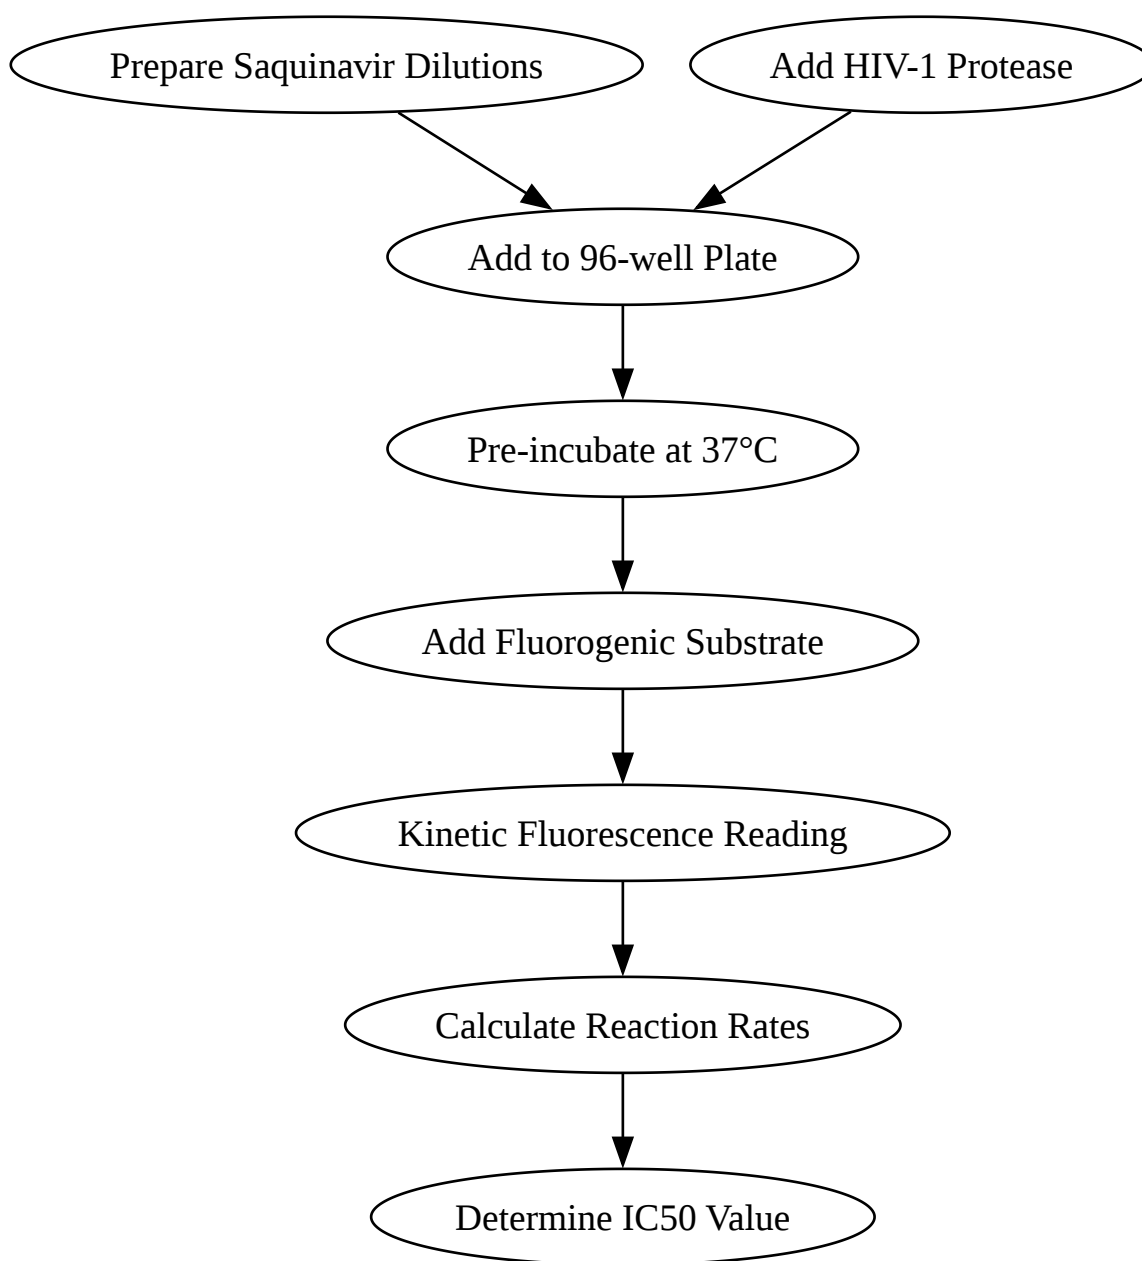 Prepare Saquinavir Dilutions
Add HIV-1 Protease
Add to 96-well Plate
Pre-incubate at 37°C
Add Fluorogenic Substrate
Kinetic Fluorescence Reading
Calculate Reaction Rates
Determine IC50 Value